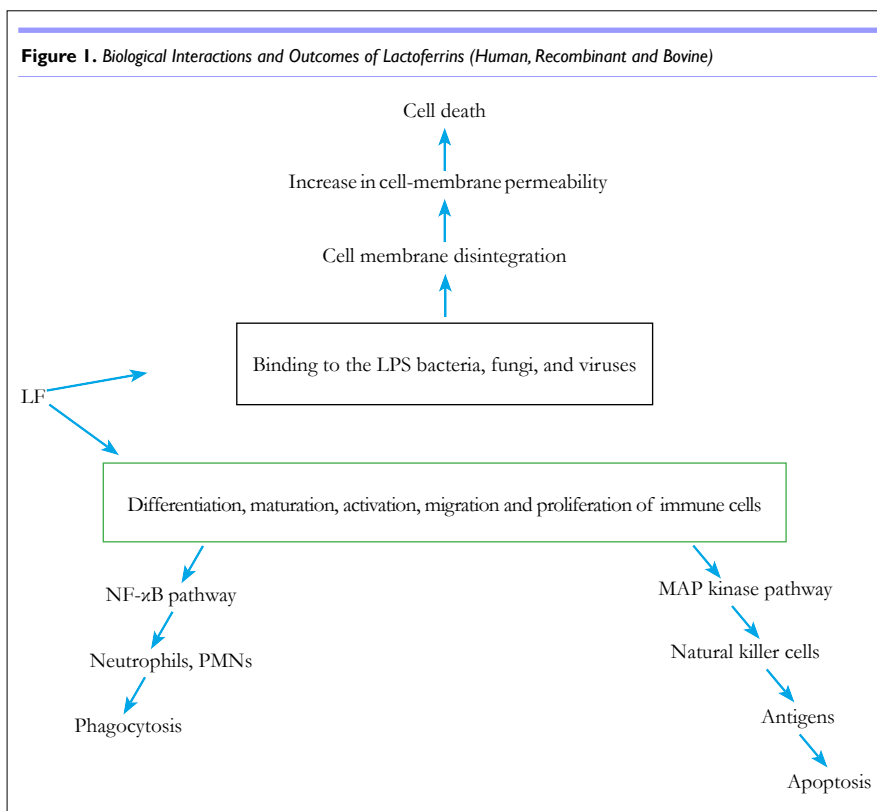 Figure 1. Biological Interactions and Outcomes of Lactoferrins (Human, Recombinant and Bovine)
Cell death
Increase in cell-membrane permeability
Cell membrane disintegration
Binding to the LPS bacteria, fungi, and viruses
LF
Differentiation, maturation, activation, migration and proliferation of immune cells
NF-ϰB pathway
MAP kinase pathway
Neutrophils, PMNs
Natural killer cells
Phagocytosis
Antigens
Apoptosis